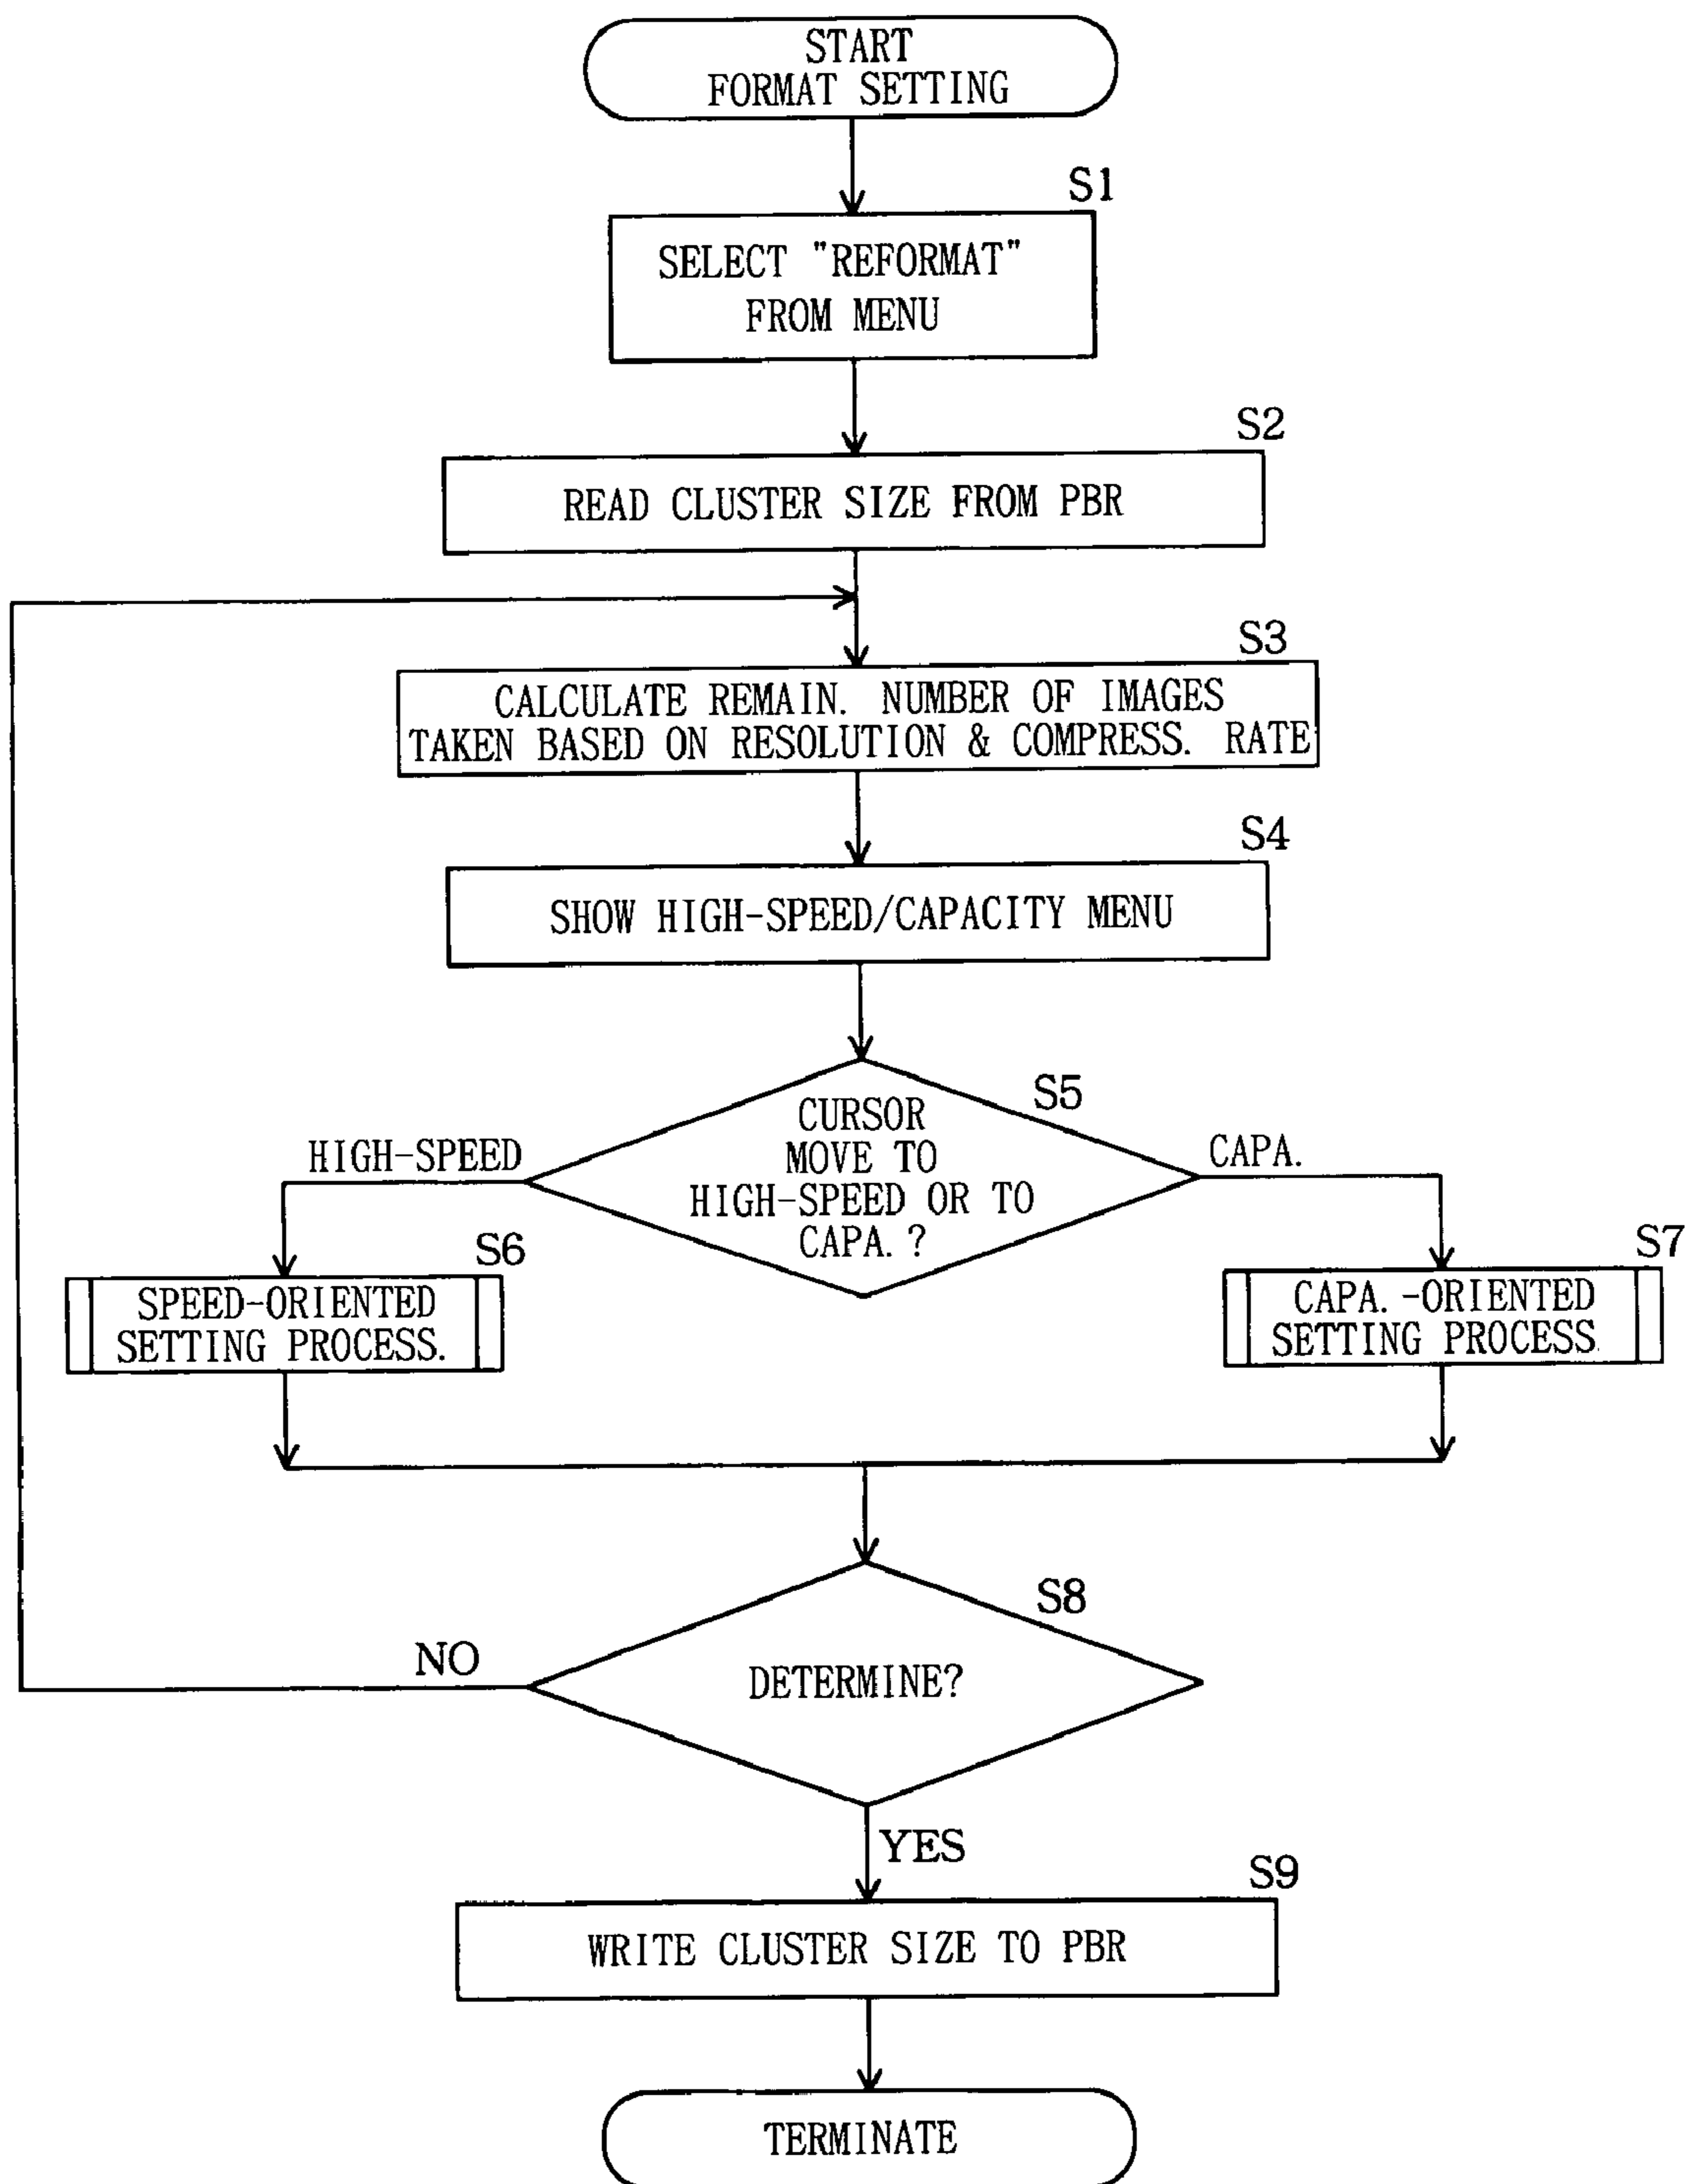 START
FORMAT SETTING
S1
SELECT "REFORMAT"
FROM MENU
S2
READ CLUSTER SIZE FROM PBR
S3
CALCULATE REMAIN. NUMBER OF IMAGES
TAKEN BASED ON RESOLUTION & COMPRESS. RATE
S4
SHOW HIGH-SPEED/CAPACITY MENU
S5
CURSOR
MOVE TO
HIGH-SPEED OR TO
CAPA.?
HIGH-SPEED
CAPA.
S6
SPEED-ORIENTED
SETTING PROCESS.
S7
CAPA.-ORIENTED
SETTING PROCESS
S8
DETERMINE?
NO
YES
S9
WRITE CLUSTER SIZE TO PBR
TERMINATE